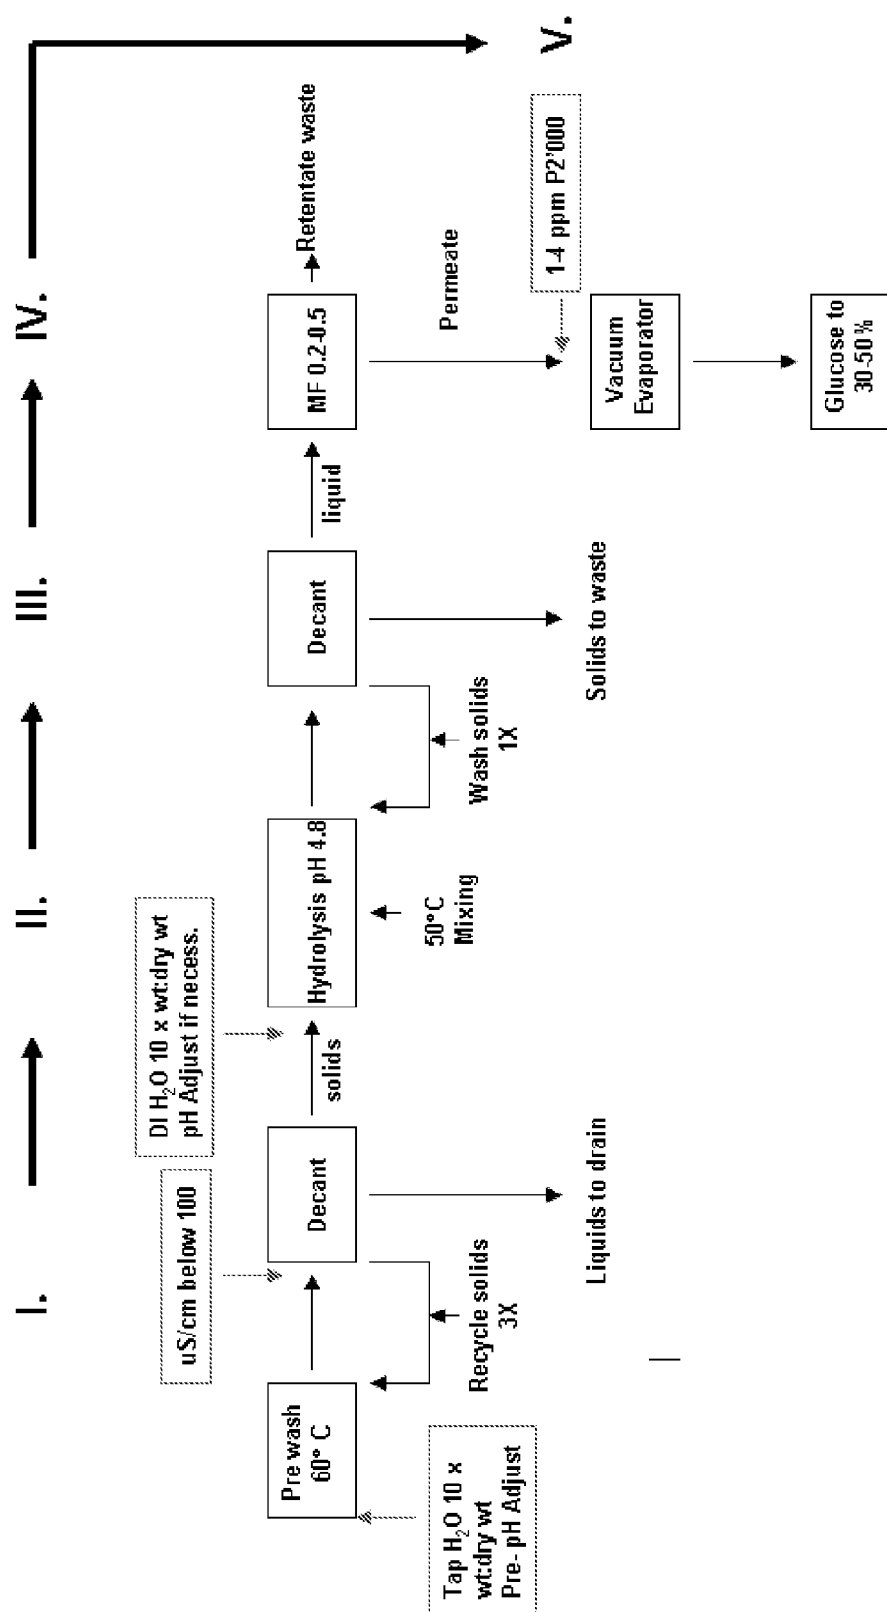 I.
II.
III.
IV.
V.
uS/cm below 100
DI H₂O 10 x wt:dry wt
pH Adjust if necess.
Pre wash
60° C
Decant
solids
Hydrolysis pH 4.8
Decant
liquid
MF 0.2-0.5
Retentate waste
Tap H₂O 10 x
wt:dry wt
Pre- pH Adjust
Recycle solids
3X
Liquids to drain
50°C
Mixing
Wash solids
1X
Solids to waste
Permeate
1-4 ppm P2'000
Vacuum
Evaporator
Glucose to
30-50%